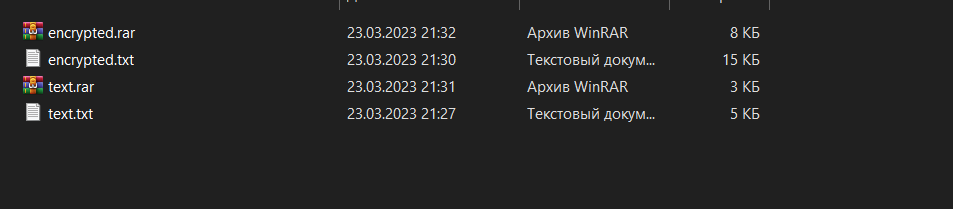 encrypted.rar 23.03.2023 21:32 Архив WinRAR 8 КБ
encrypted.txt 23.03.2023 21:30 Текстовый докум... 15 КБ
text.rar 23.03.2023 21:31 Архив WinRAR 3 КБ
text.txt 23.03.2023 21:27 Текстовый докум... 5 КБ